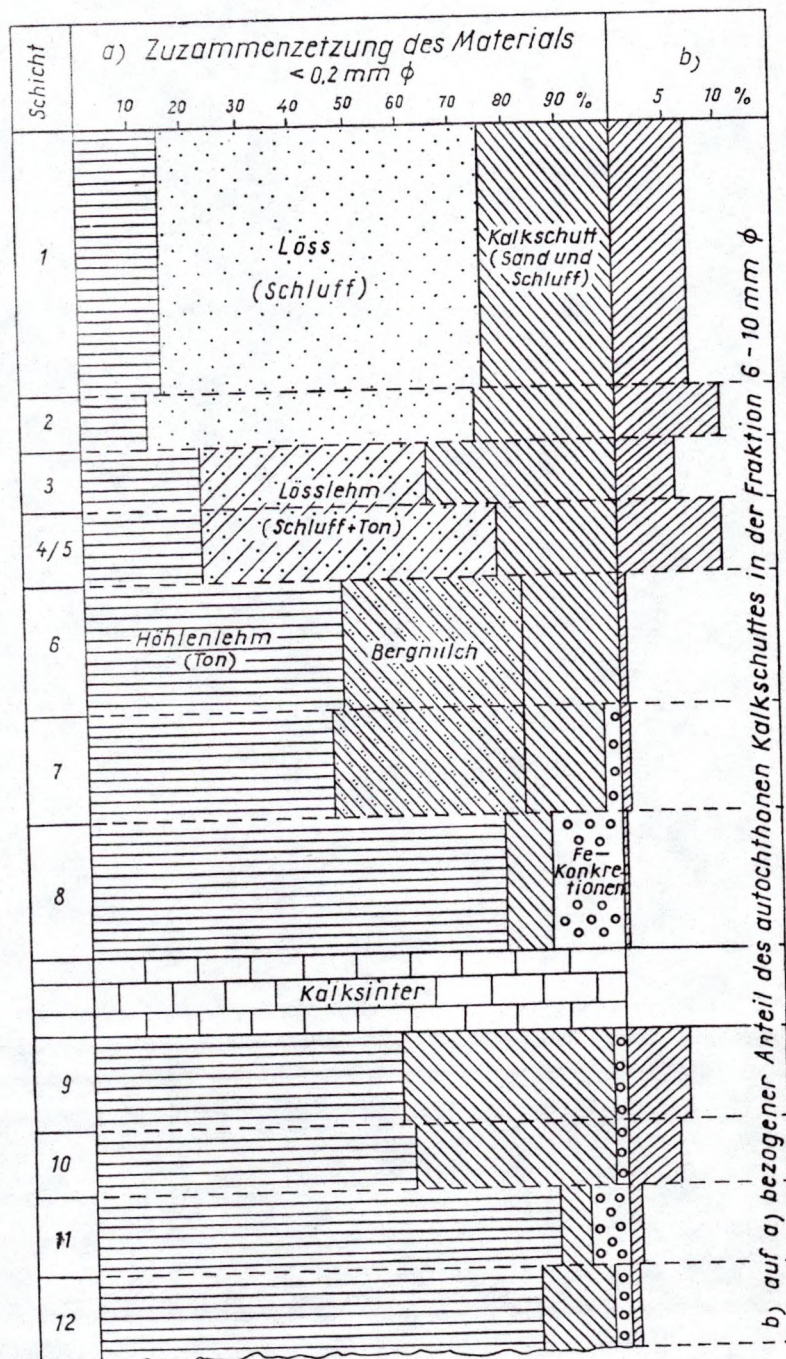 Schicht
a) Zuzammenzetzung des Materials
< 0,2 mm ϕ
b)
10 20 30 40 50 60 70 80 90 % 5 10 %
1
Löss
(Schluff)
Kalkschutt
(Sand und
Schluff)
2
3
Lösslehm
(Schluff+Ton)
4/5
6
Höhlenlehm
(Ton)
Bergmilch
7
8
Fe-
Konkre-
tionen
Kalksinter
9
10
11
12
b) auf a) bezogener Anteil des autochthonen Kalkschuttes in der Fraktion 6-10 mm ϕ